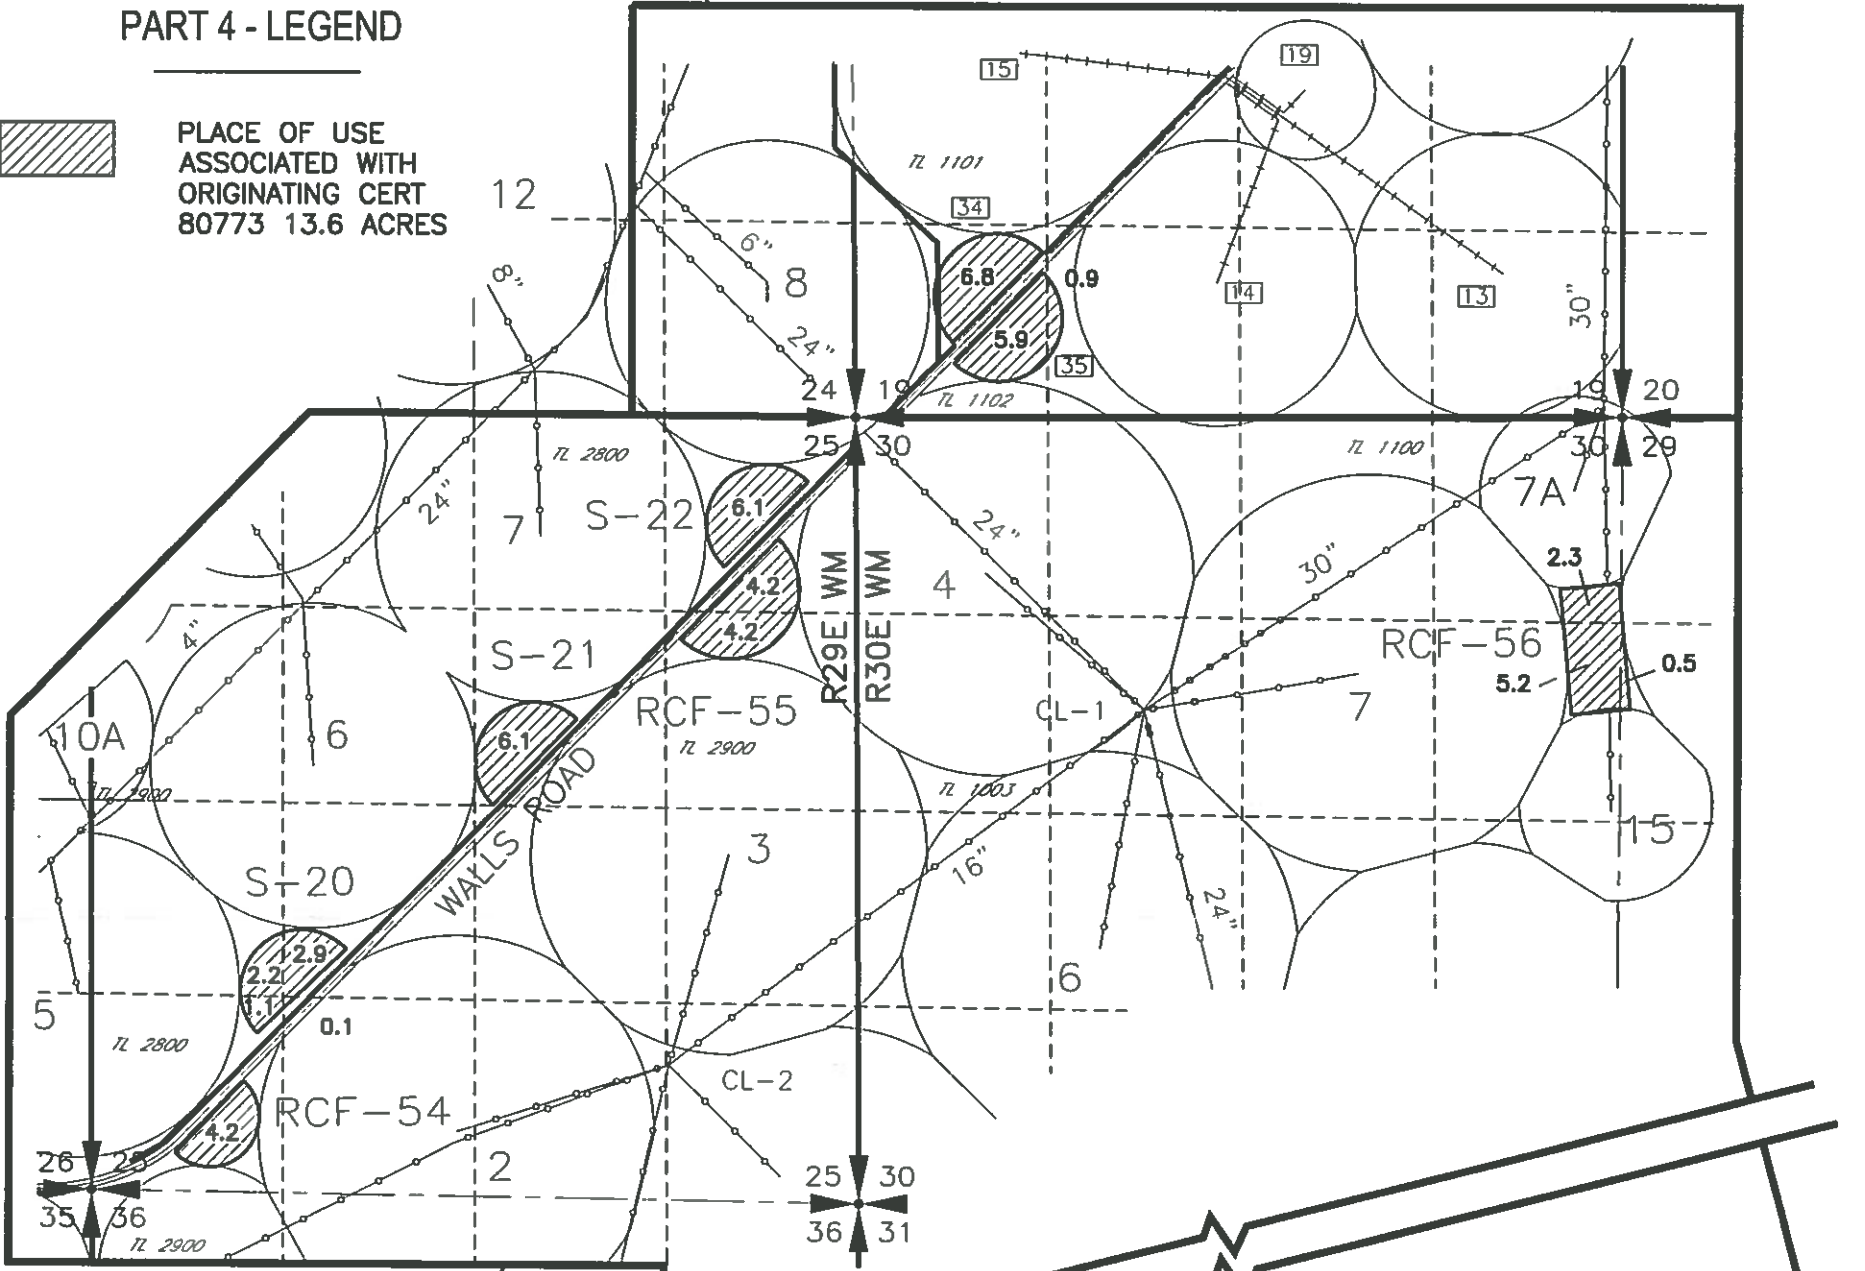 PART 4 - LEGEND
PLACE OF USE
ASSOCIATED WITH
ORIGINATING CERT
80773 13.6 ACRES
12
15
19
TL 1101
34
6"
8
8"
6.8
0.9
14
13
30"
5.9
24"
35
24
19
TL 1102
19
20
25
30
TL 1100
30
29
TL 2800
24"
7
S-22
6.1
24"
7A
R29E WM
R30E WM
30"
2.3
4.2
4
4"
4.2
S-21
RCF-56
0.5
5.2
10A
6
6.1
RCF-55
TL 2900
CL-1
7
WALLS ROAD
TL 2900
TL 1003
15
3
16"
S-20
24"
2.9
2.2
1.1
6
5
0.1
TL 2800
CL-2
RCF-54
4.2
2
26
25
25
30
35
36
36
31
TL 2900